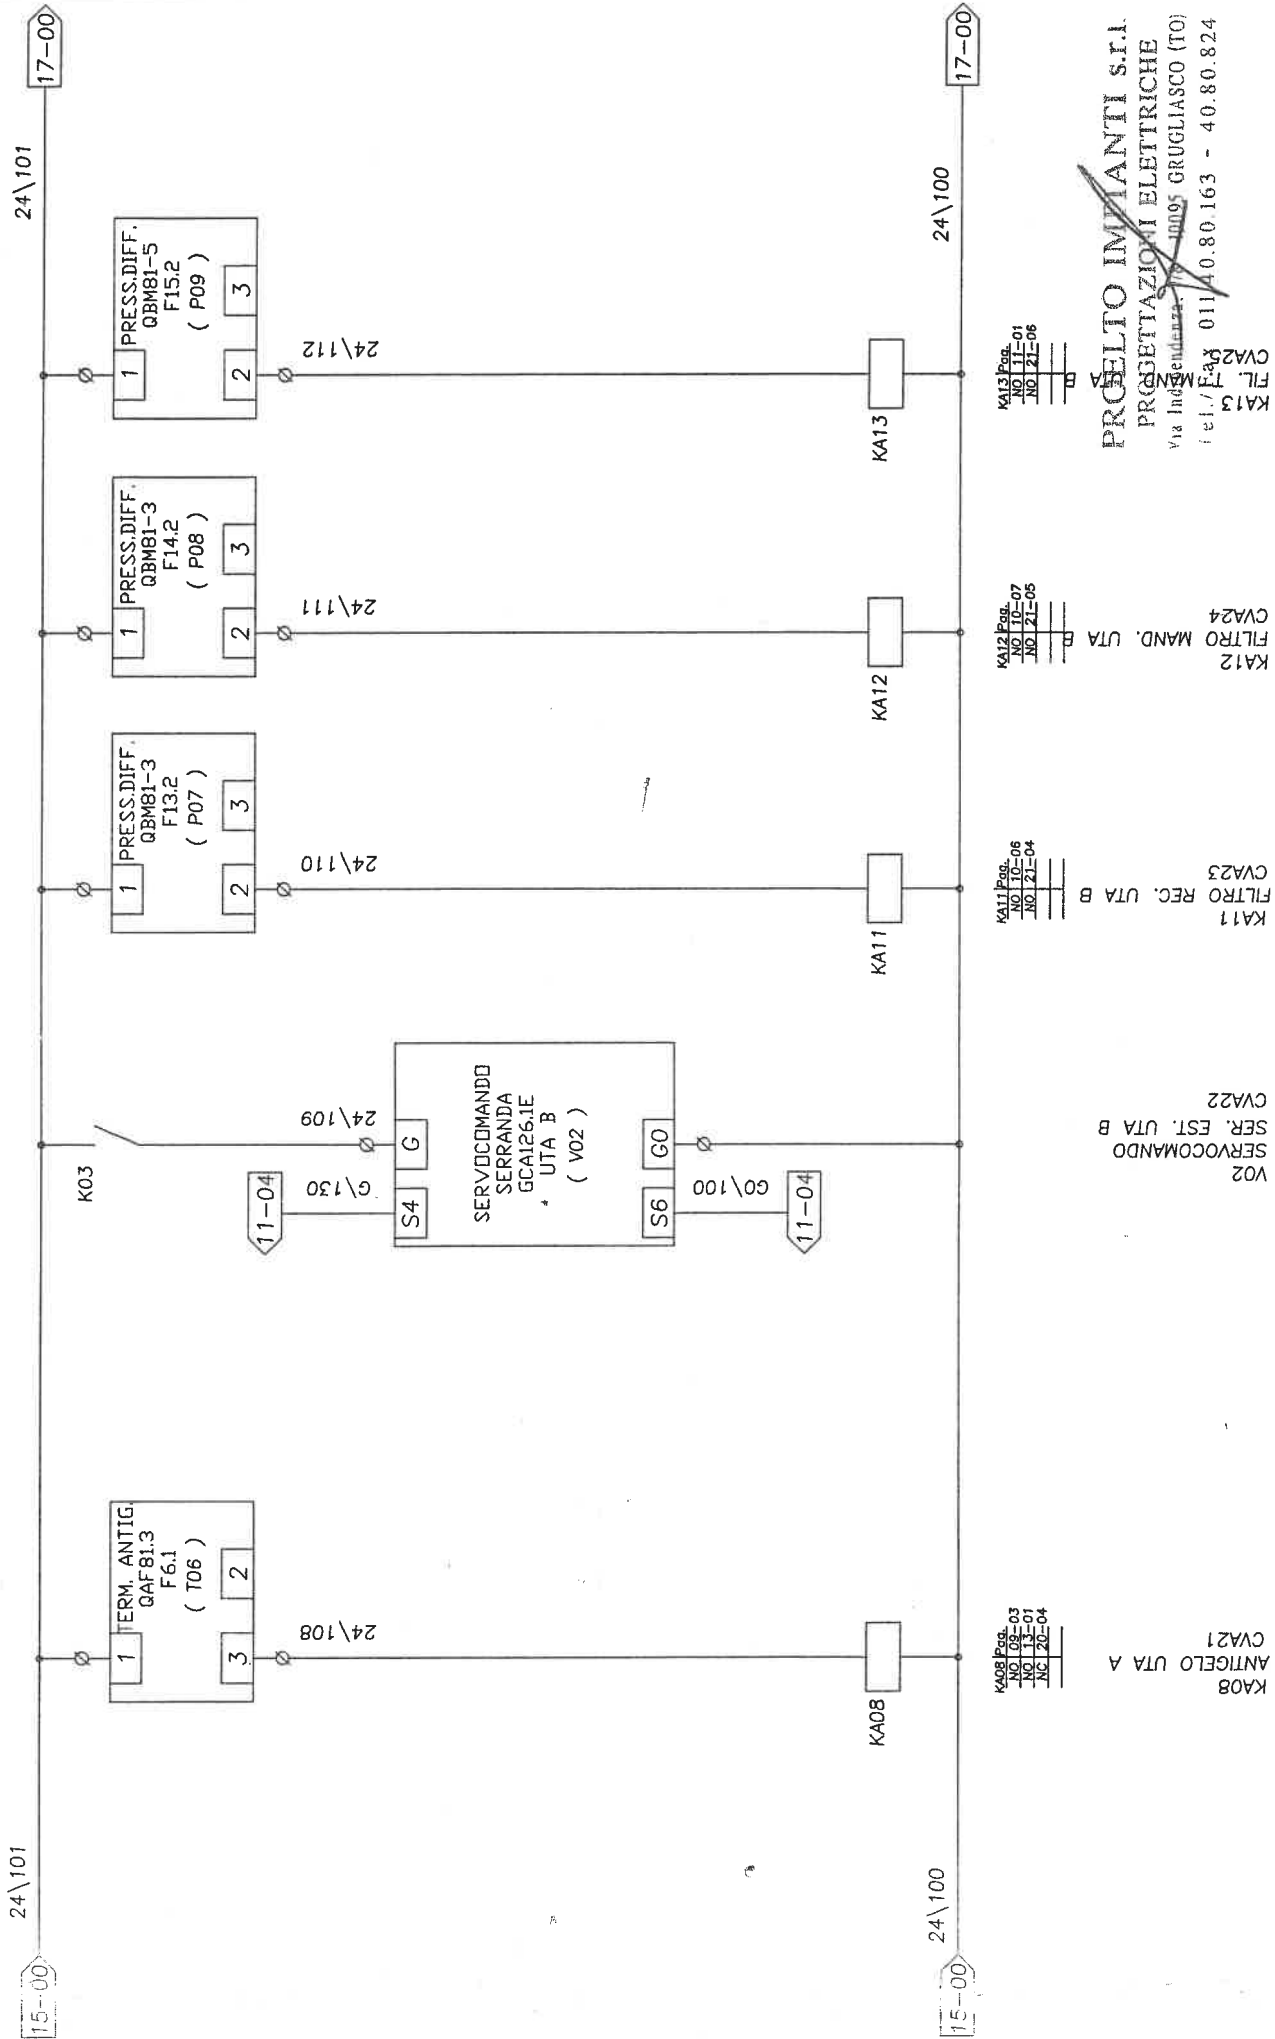 15-00
24\101
24\101
17-00
TERM. ANTIG.
QAF81.3
F6.1
( T06 )
1
3
2
24\108
KA08
K03
24\109
11-04
G/130
S4
G
SERVOCOMANDO
SERRANDA
GCA126.1E
* UTA B
( V02 )
S6
G0
G0/100
11-04
PRESS.DIFF.
QBM81-3
F13.2
( P07 )
1
2
3
24\110
KA11
PRESS.DIFF.
QBM81-3
F14.2
( P08 )
1
2
3
24\111
KA12
PRESS.DIFF.
QBM81-5
F15.2
( P09 )
1
2
3
24\112
KA13
15-00
24\100
24\100
17-00
KA08 Pag.
NO 09-03
NO 13-01
NC 20-04
KA11 Pag.
NO 10-06
NO 21-04
KA12 Pag.
NO 10-07
NO 21-05
KA13 Pag.
NO 11-01
NO 21-06
KA08
ANTIGELO UTA A
CVA21
V02
SERVOCOMANDO
SER. EST. UTA B
CVA22
KA11
FILTRO REC. UTA B
CVA23
KA12
FILTRO MAND. UTA B
CVA24
KA13
FIL. T. MAND. UTA B
CVA25
PROELTO IMPIANTI s.r.l.
PROGETTAZIONI ELETTRICHE
Via Indipendenza, 10095 GRUGLIASCO (TO)
Tel./Fax 011 40.80.163 - 40.80.824